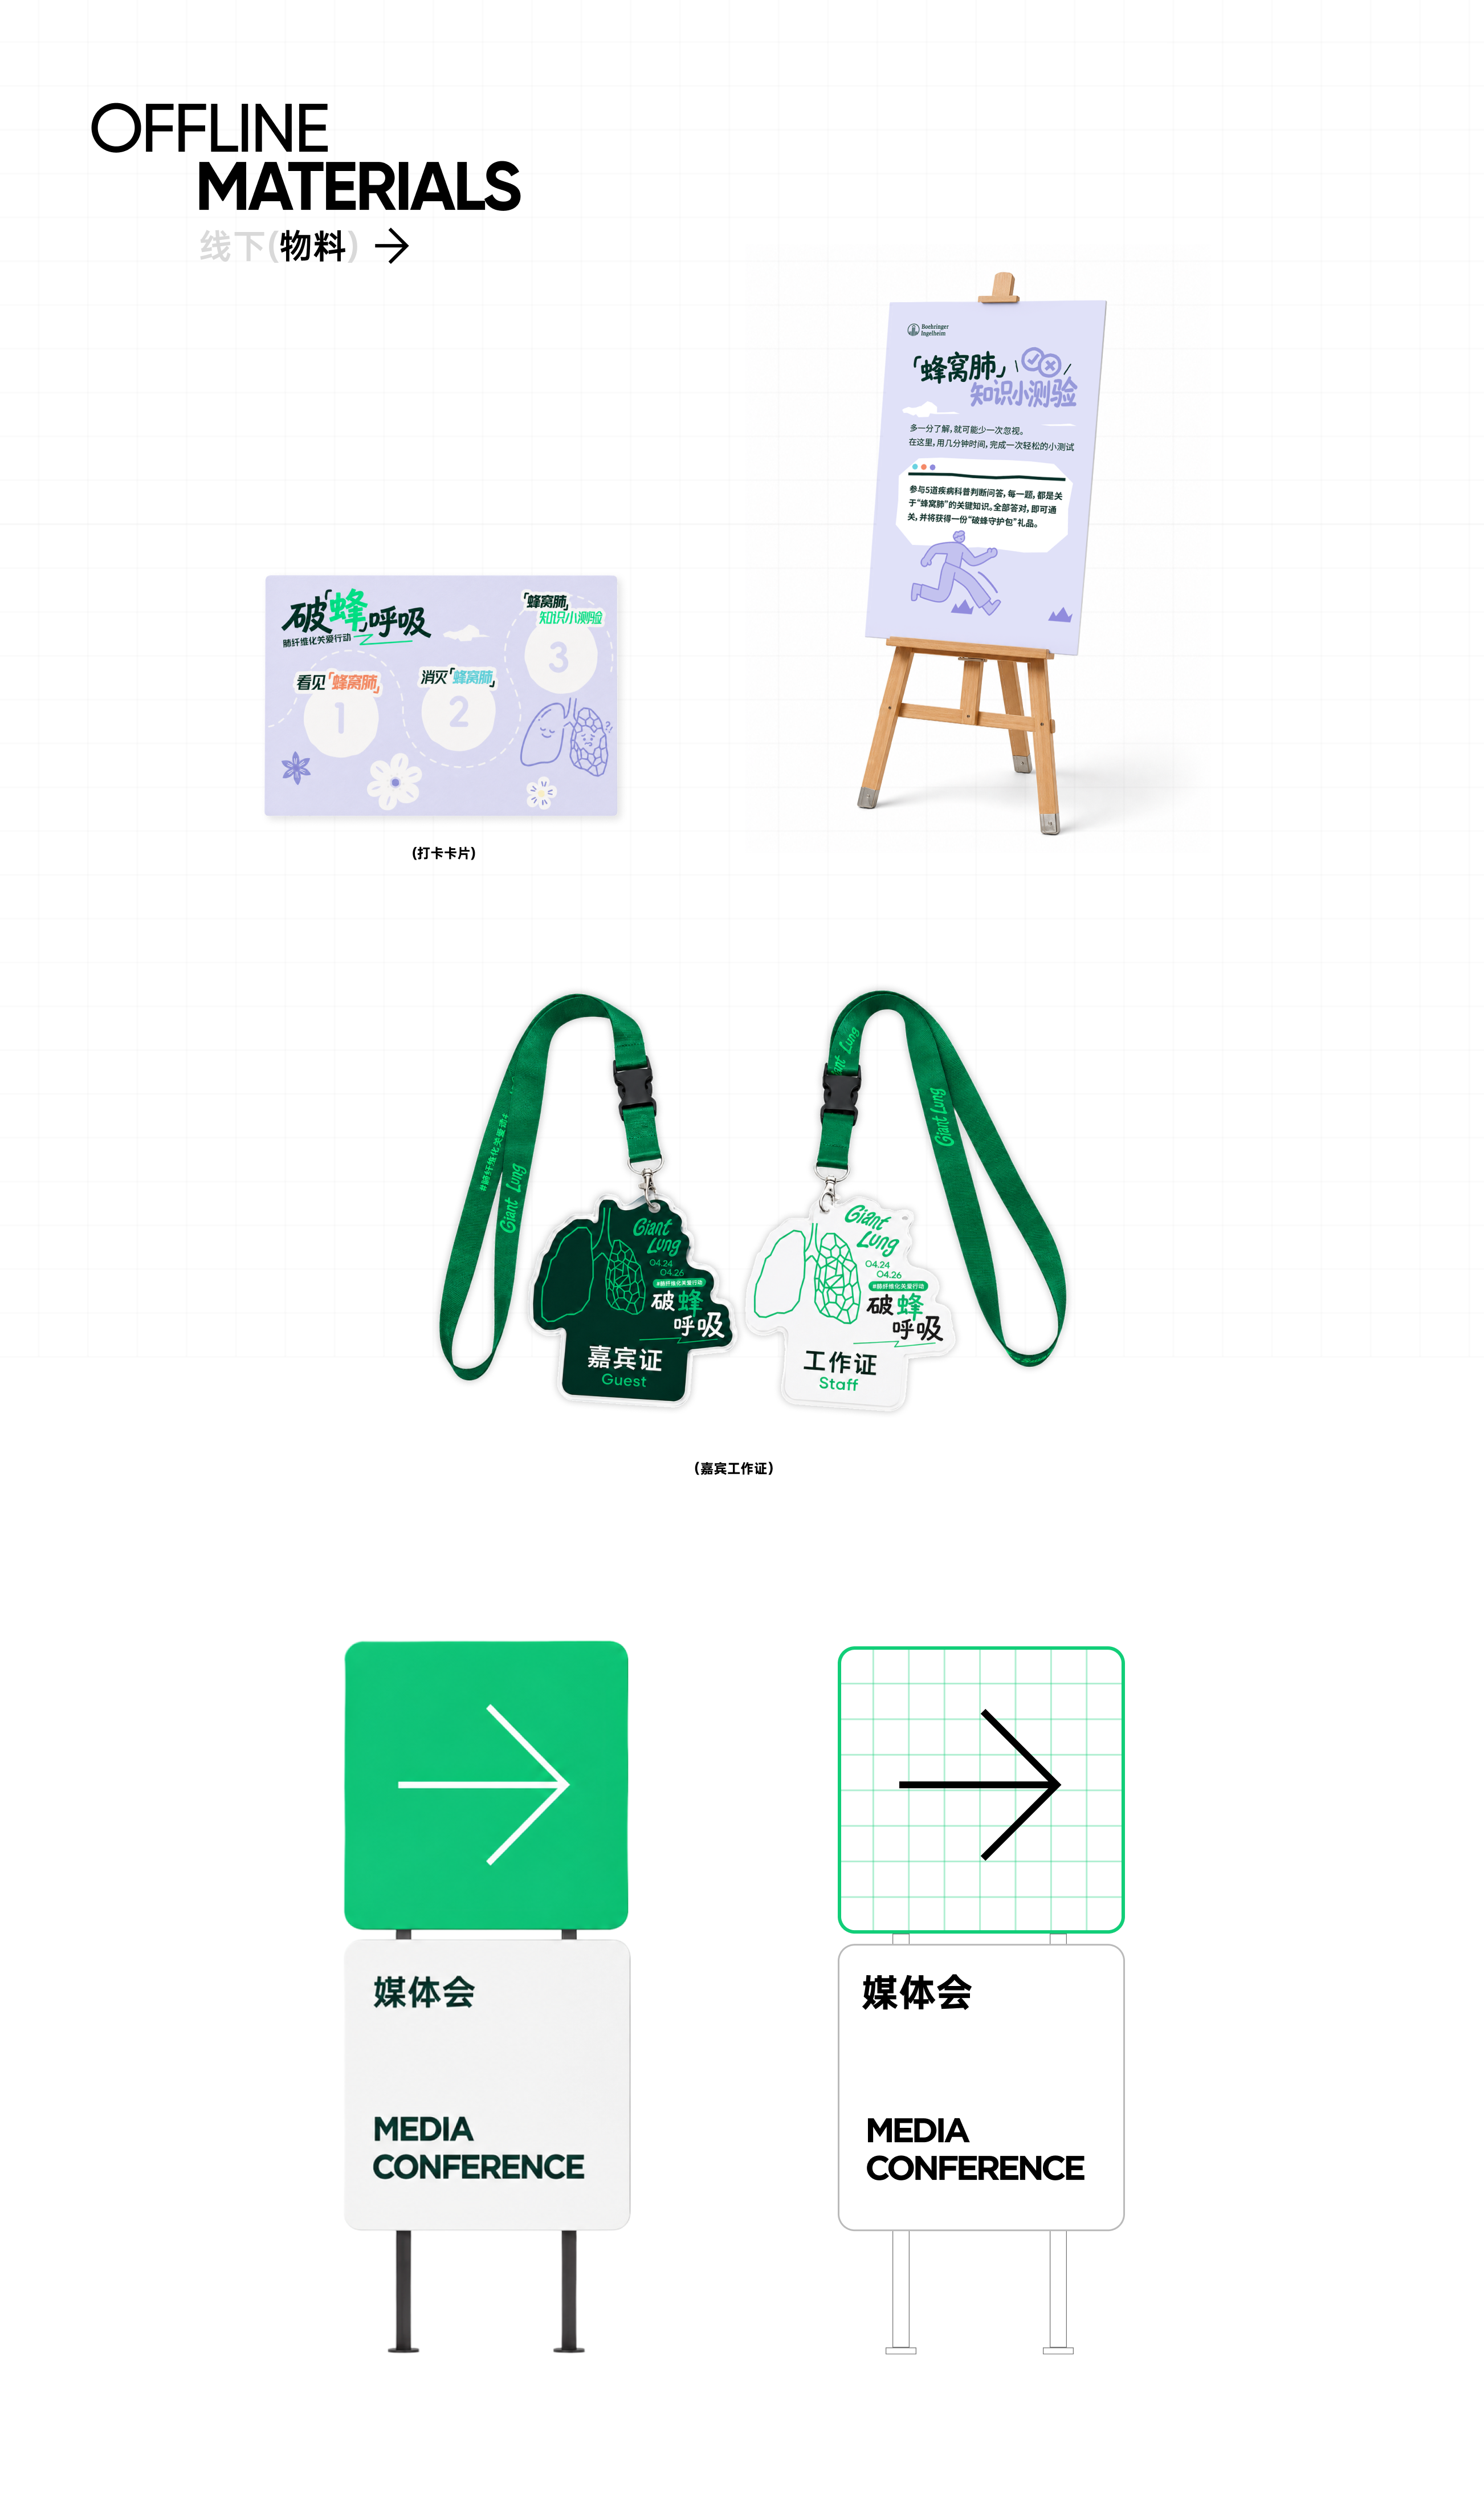 OFFLINE
MATERIALS
线下(物料)
Boehringer
Ingelheim
「蜂窝肺」
知识小测验
多一分了解,就可能少一次忽视。
在这里,用几分钟时间,完成一次轻松的小测试
参与5道疾病科普判断问答,每一题,都是关
于“蜂窝肺”的关键知识。全部答对,即可通
关,并将获得一份“破蜂守护包”礼品。
破「蜂」呼吸
肺纤维化关爱行动
看见「蜂窝肺」
1
消灭「蜂窝肺」
2
「蜂窝肺」
知识小测验
3
??
(打卡卡片)
#肺纤维化关爱行动
Giant Lung
Giant
Lung
04.24
04.26
#肺纤维化关爱行动
破蜂
呼吸
嘉宾证
Guest
Giant Lung
Giant Lung
Giant
Lung
04.24
04.26
#肺纤维化关爱行动
破蜂
呼吸
工作证
Staff
(嘉宾工作证)
媒体会
MEDIA
CONFERENCE
媒体会
MEDIA
CONFERENCE